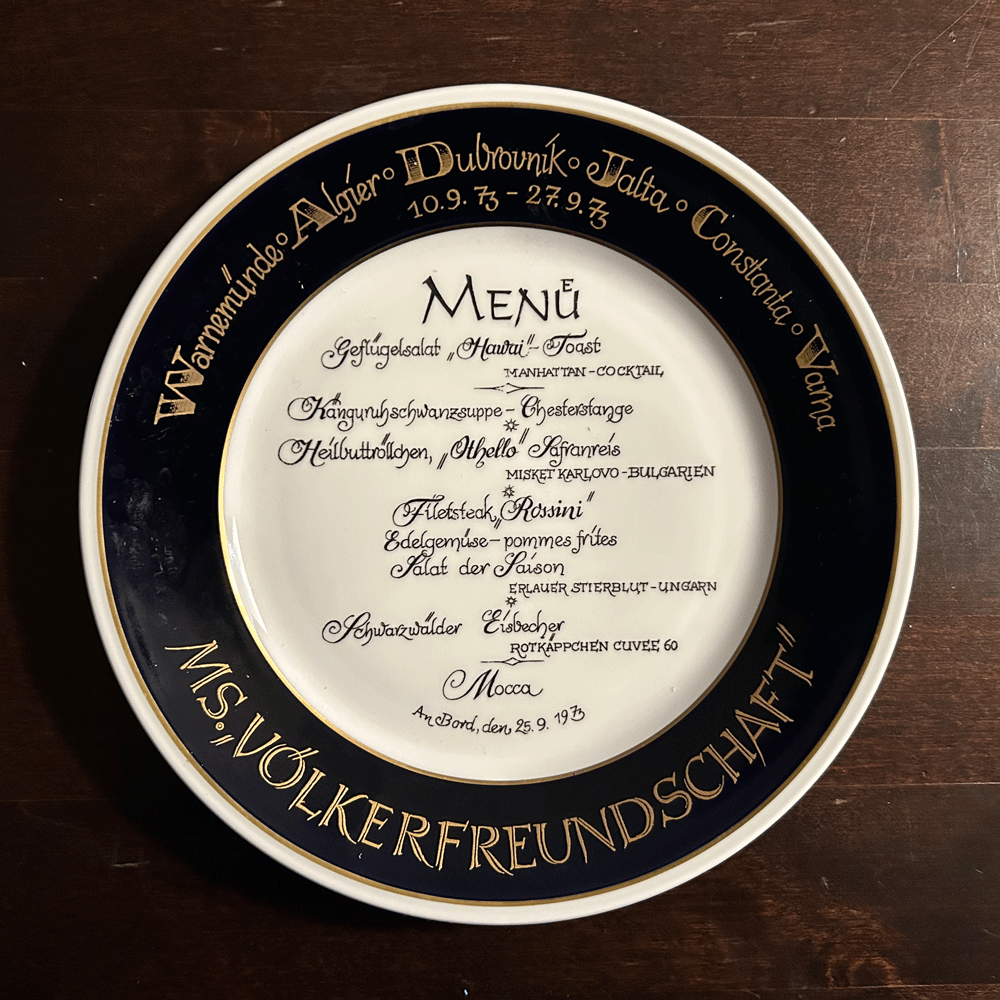 Warnemünde ∘ Algier ∘ Dubrovnik ∘ Jalta ∘ Constanta ∘ Varna
10.9.73 - 27.9.73
MENUE
Geflügelsalat „Hawai" - Toast
MANHATTAN - COCKTAIL
Känguruhschwanzsuppe - Chesterstange
Heilbuttröllchen, „Othello" Safranreis
MISKET KARLOVO - BULGARIEN
Filetsteak „Rossini"
Edelgemüse - pommes frites
Salat der Saison
ERLAUER STIERBLUT - UNGARN
Schwarzwälder Eisbecher
ROTKÄPPCHEN CUVEE 60
Mocca
An Bord, den 25.9.1973
MS. „VÖLKERFREUNDSCHAFT"